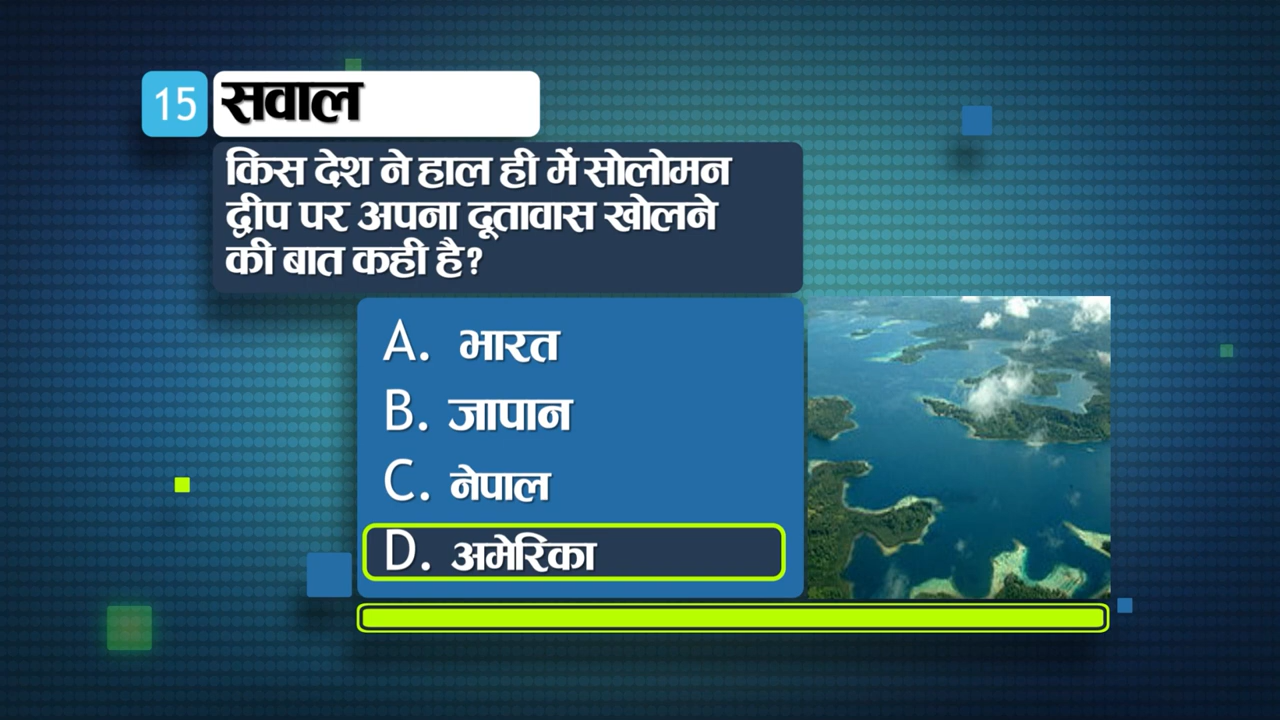 15 सवाल
किस देश ने हाल ही में सोलोमन
द्वीप पर अपना दूतावास खोलने
की बात कही है?
A. भारत
B. जापान
C. नेपाल
D. अमेरिका